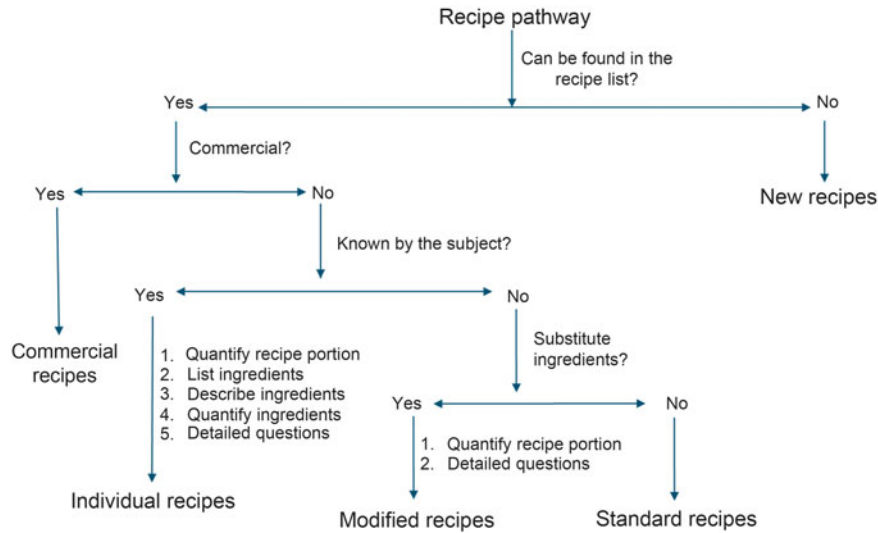 Recipe pathway
Can be found in the
recipe list?
Yes
No
Commercial?
New recipes
Yes
No
Known by the subject?
Yes
No
Commercial
recipes
1. Quantify recipe portion
2. List ingredients
3. Describe ingredients
4. Quantify ingredients
5. Detailed questions
Substitute
ingredients?
Yes
No
1. Quantify recipe portion
2. Detailed questions
Individual recipes
Modified recipes
Standard recipes